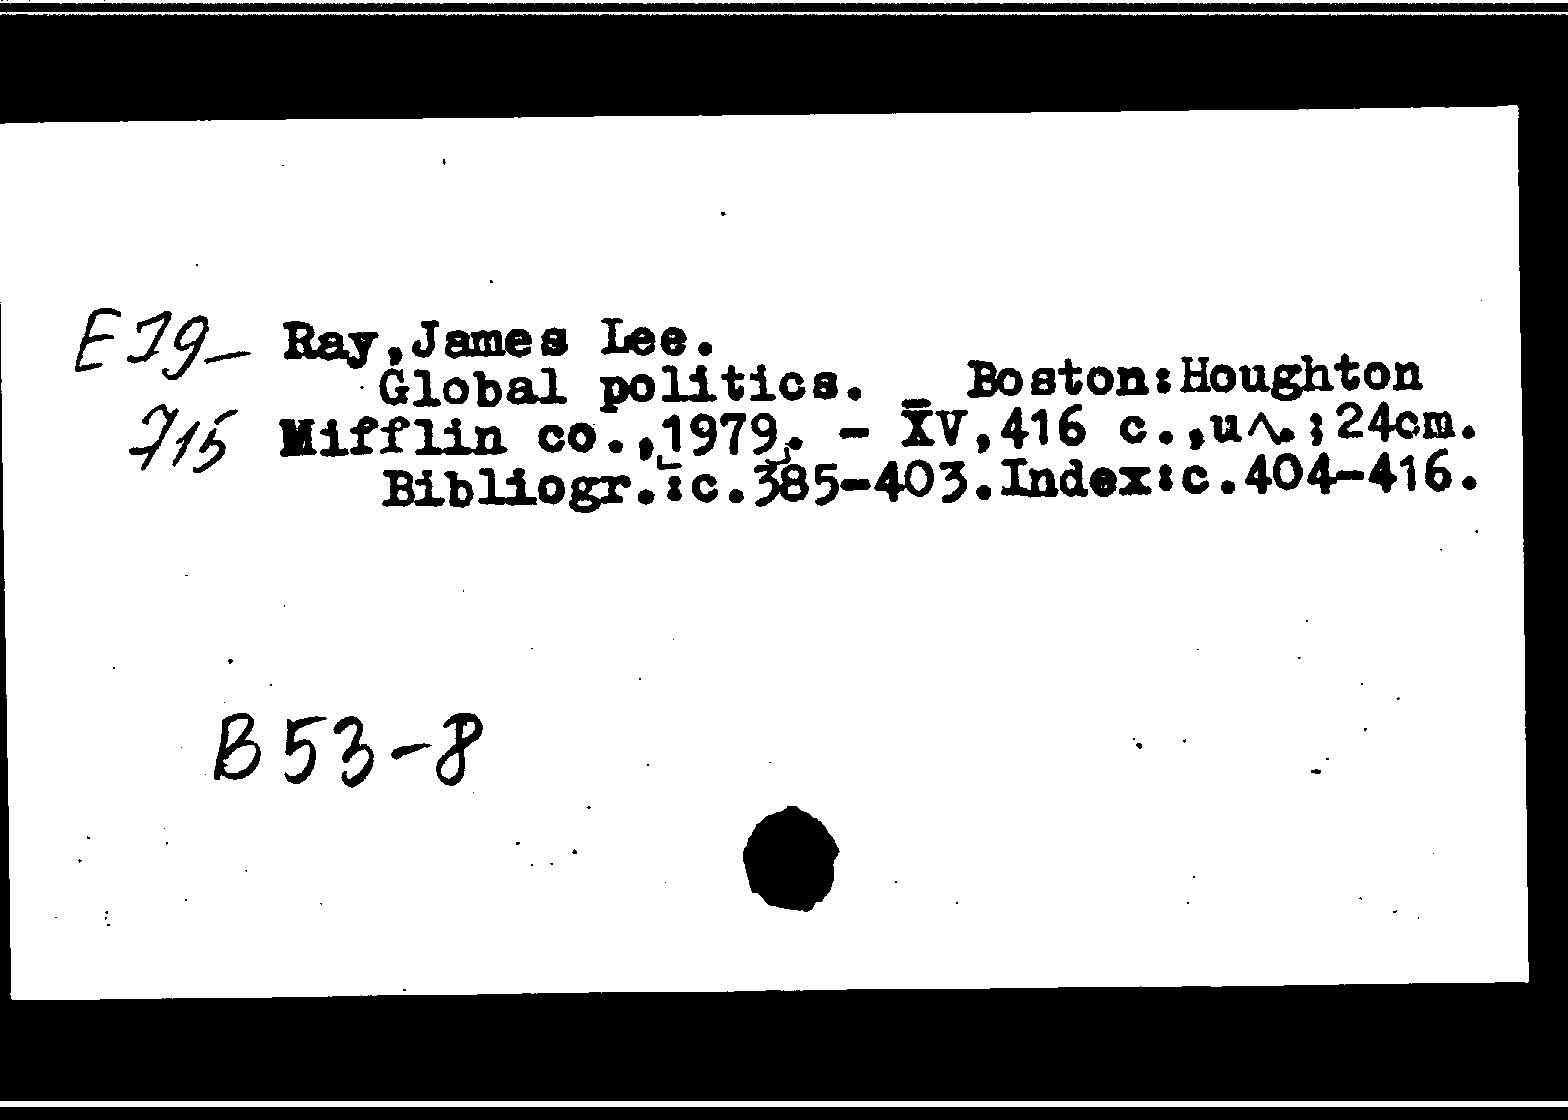 E79- Ray,James Lee.
Global politics. _ Boston:Houghton
715 Mifflin co.,1979. - XV,416 c.,ил.;24cm.
Bibliogr.:c.385-403.Index:c.404-416.
B53-8